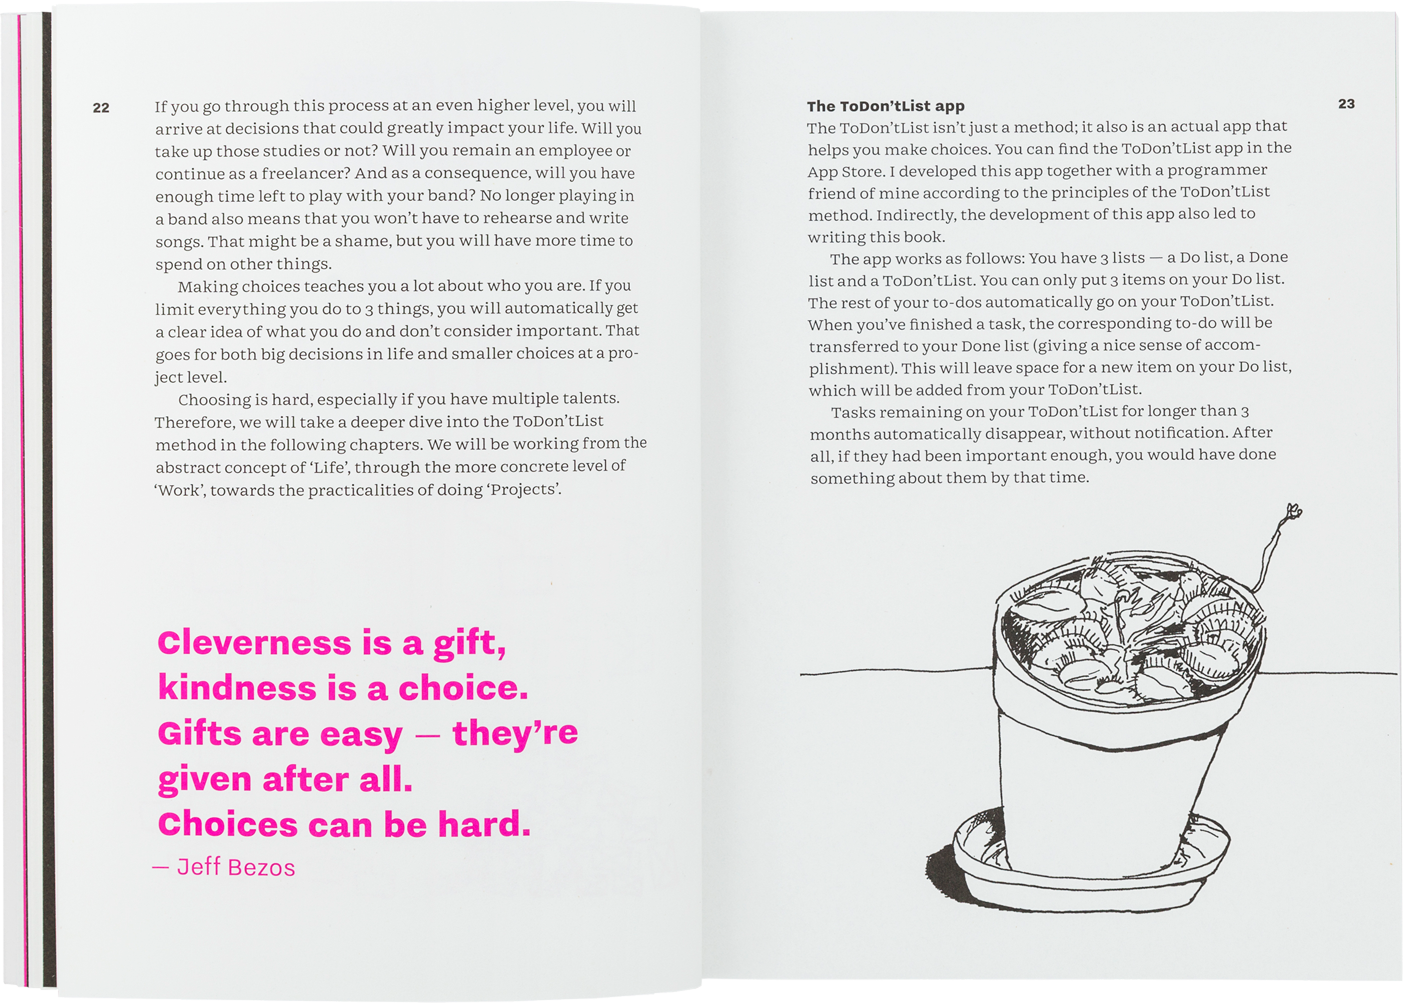 22
If you go through this process at an even higher level, you will
arrive at decisions that could greatly impact your life. Will you
take up those studies or not? Will you remain an employee or
continue as a freelancer? And as a consequence, will you have
enough time left to play with your band? No longer playing in
a band also means that you won’t have to rehearse and write
songs. That might be a shame, but you will have more time to
spend on other things.
Making choices teaches you a lot about who you are. If you
limit everything you do to 3 things, you will automatically get
a clear idea of what you do and don’t consider important. That
goes for both big decisions in life and smaller choices at a pro-
ject level.
Choosing is hard, especially if you have multiple talents.
Therefore, we will take a deeper dive into the ToDon’tList
method in the following chapters. We will be working from the
abstract concept of ‘Life’, through the more concrete level of
‘Work’, towards the practicalities of doing ‘Projects’.
Cleverness is a gift,
kindness is a choice.
Gifts are easy — they’re
given after all.
Choices can be hard.
— Jeff Bezos
The ToDon’tList app
23
The ToDon’tList isn’t just a method; it also is an actual app that
helps you make choices. You can find the ToDon’tList app in the
App Store. I developed this app together with a programmer
friend of mine according to the principles of the ToDon’tList
method. Indirectly, the development of this app also led to
writing this book.
The app works as follows: You have 3 lists — a Do list, a Done
list and a ToDon’tList. You can only put 3 items on your Do list.
The rest of your to-dos automatically go on your ToDon’tList.
When you’ve finished a task, the corresponding to-do will be
transferred to your Done list (giving a nice sense of accom-
plishment). This will leave space for a new item on your Do list,
which will be added from your ToDon’tList.
Tasks remaining on your ToDon’tList for longer than 3
months automatically disappear, without notification. After
all, if they had been important enough, you would have done
something about them by that time.